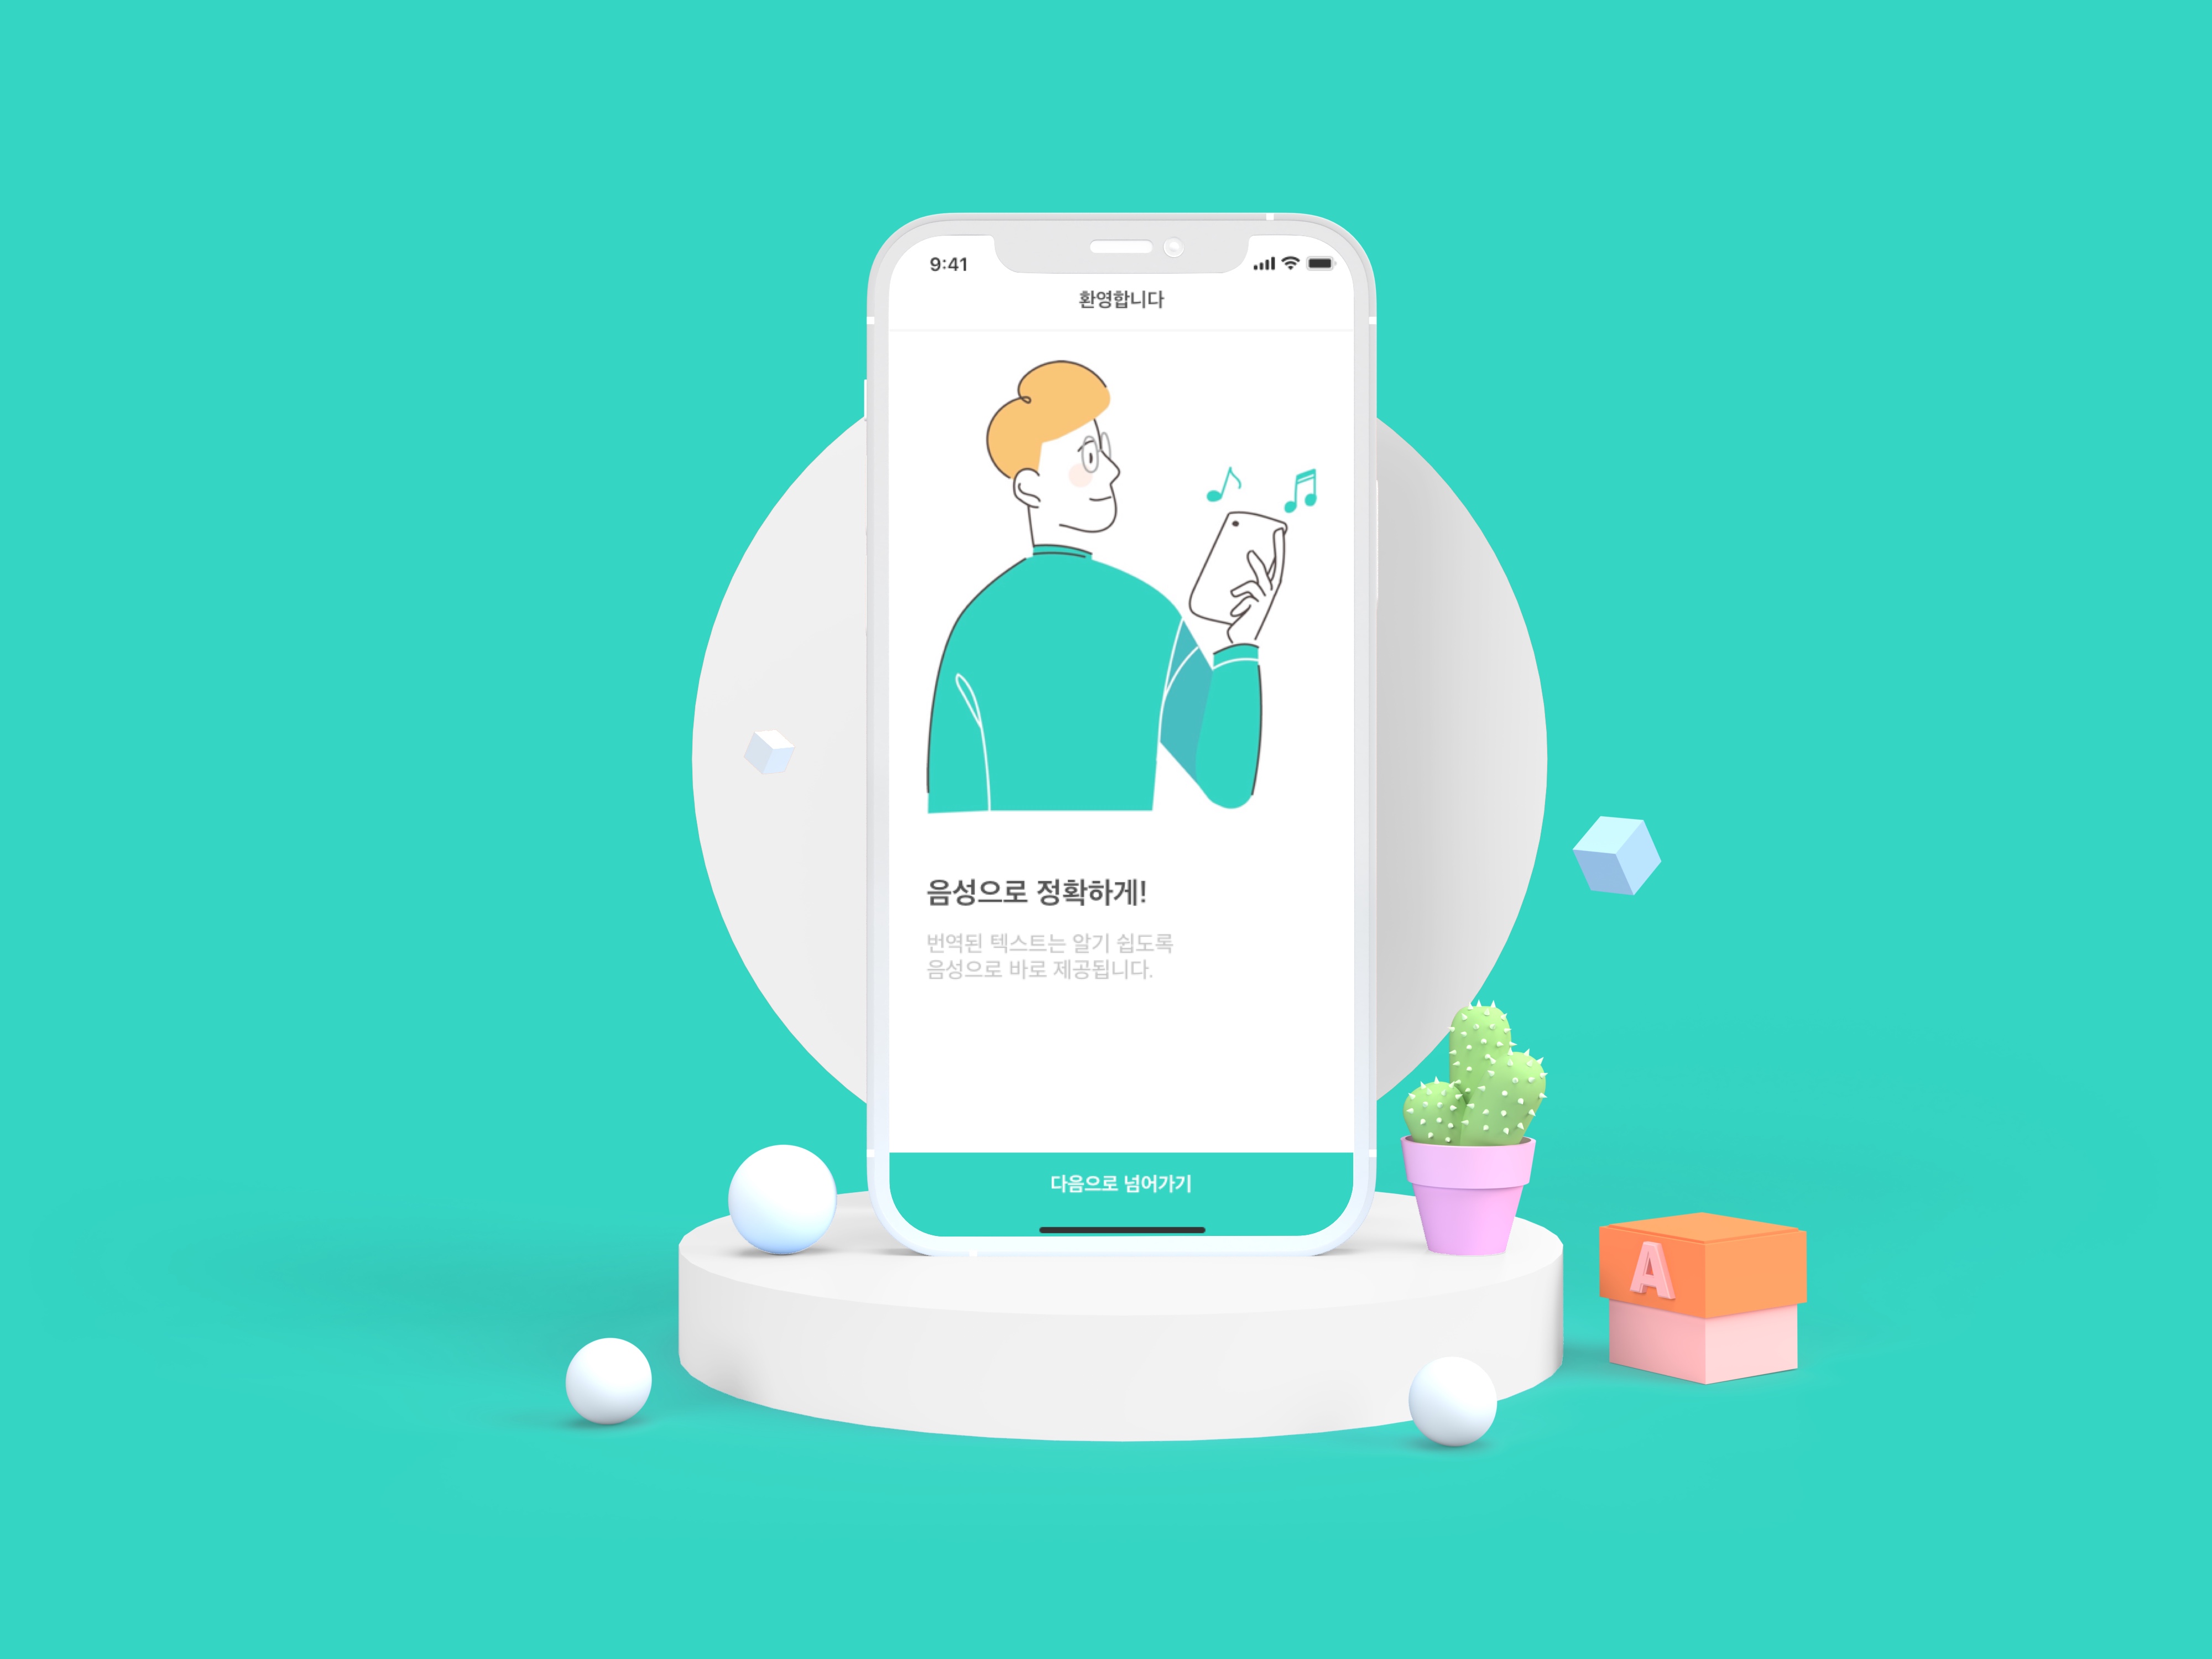 9:41
환영합니다
음성으로 정확하게!
번역된 텍스트는 알기 쉽도록
음성으로 바로 제공됩니다.
다음으로 넘어가기
A